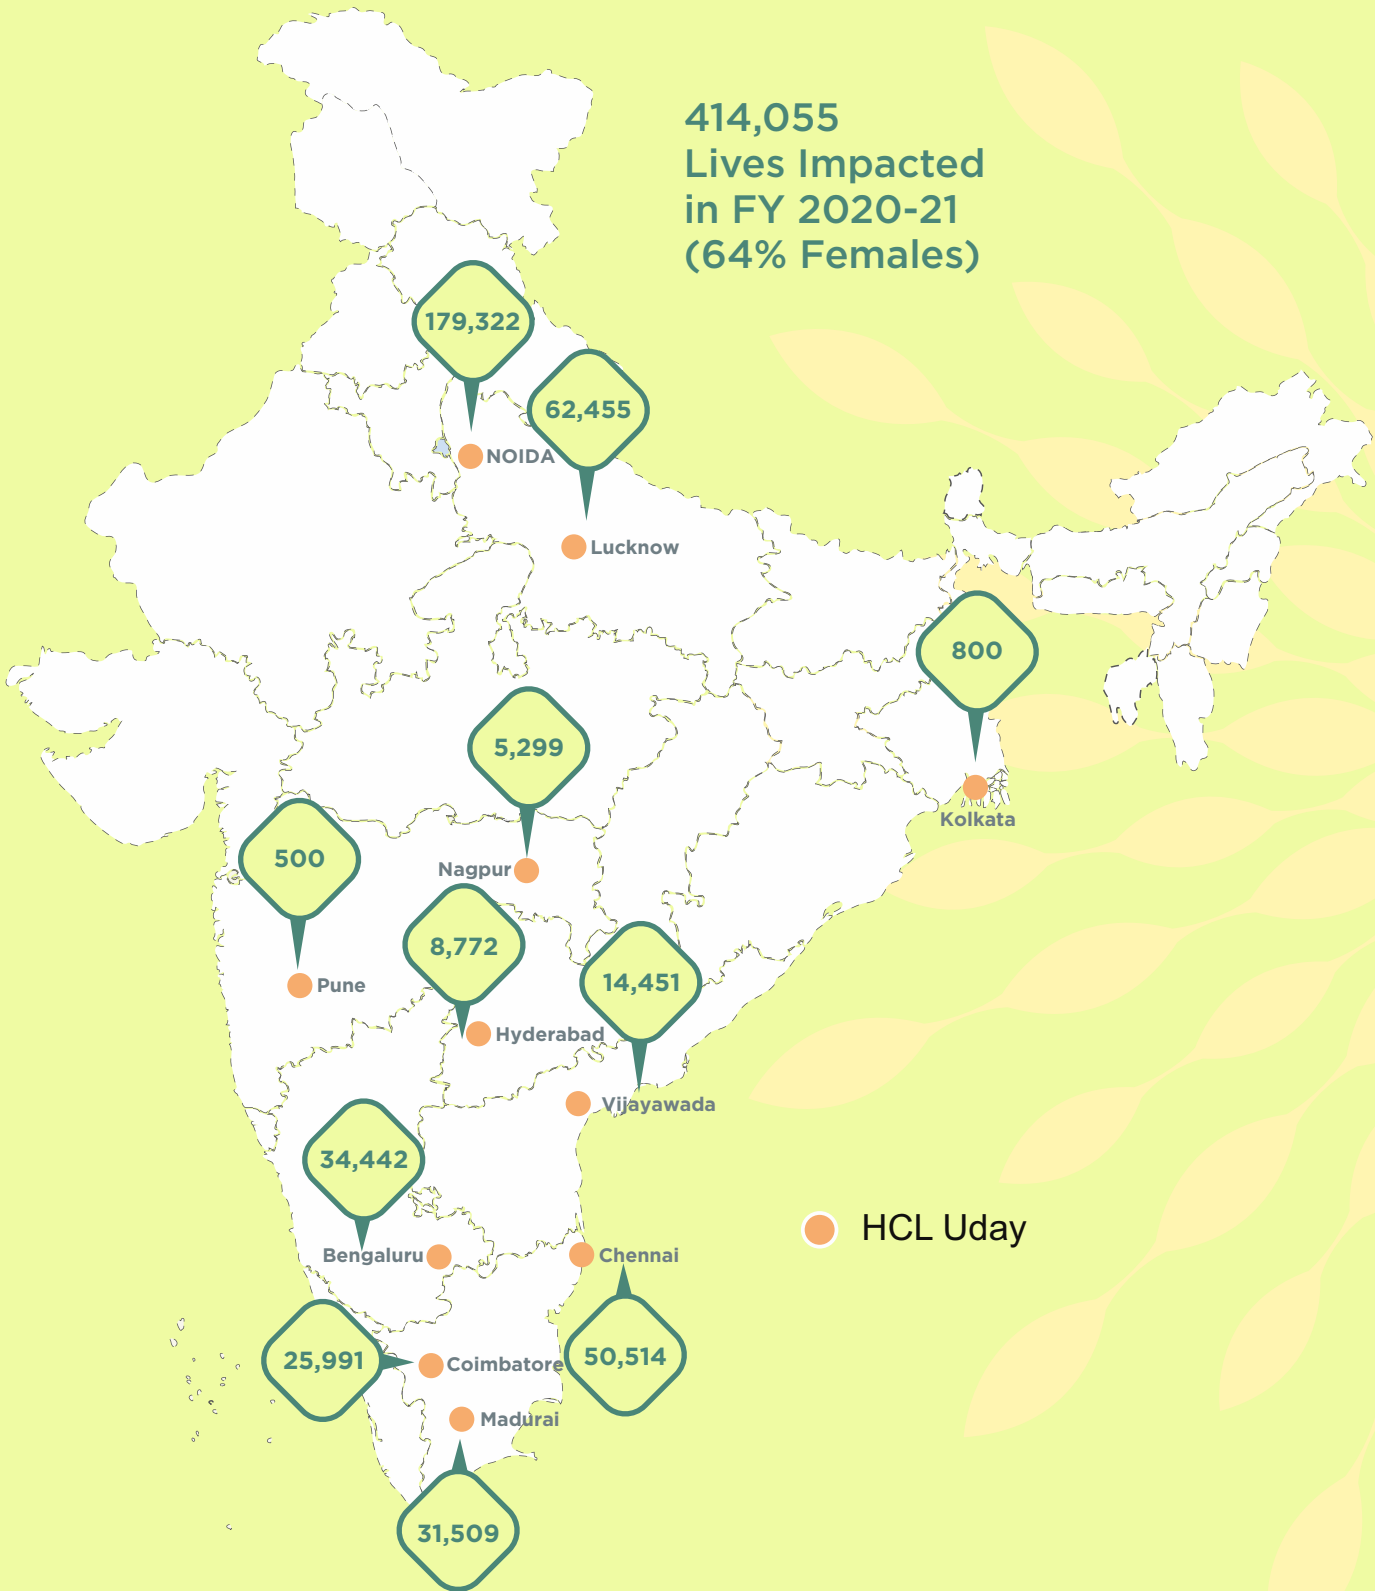 414,055
Lives Impacted
in FY 2020-21
(64% Females)
179,322
62,455
NOIDA
Lucknow
800
5,299
Kolkata
500
Nagpur
8,772
14,451
Pune
Hyderabad
Vijayawada
34,442
HCL Uday
Bengaluru
Chennai
25,991
Coimbatore
50,514
Madurai
31,509